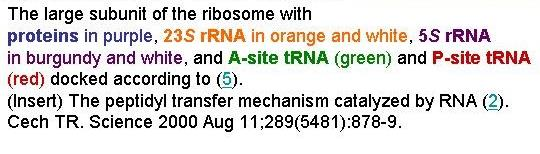 The large subunit of the ribosome with
proteins in purple, 23S rRNA in orange and white, 5S rRNA
in burgundy and white, and A-site tRNA (green) and P-site tRNA
(red) docked according to (5).
(Insert) The peptidyl transfer mechanism catalyzed by RNA (2).
Cech TR. Science 2000 Aug 11;289(5481):878-9.